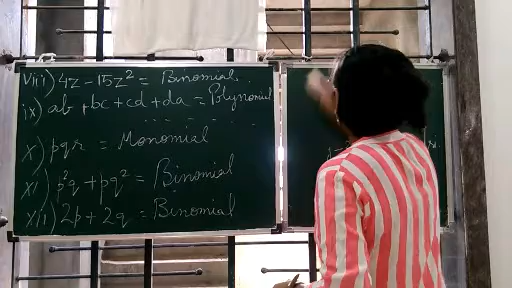 viii) 4z - 15z² = Binomial.
ix) ab + bc + cd + da = Polynomial
x) pqr = Monomial
xi) p²q + pq² = Binomial
xii) 2p + 2q = Binomial